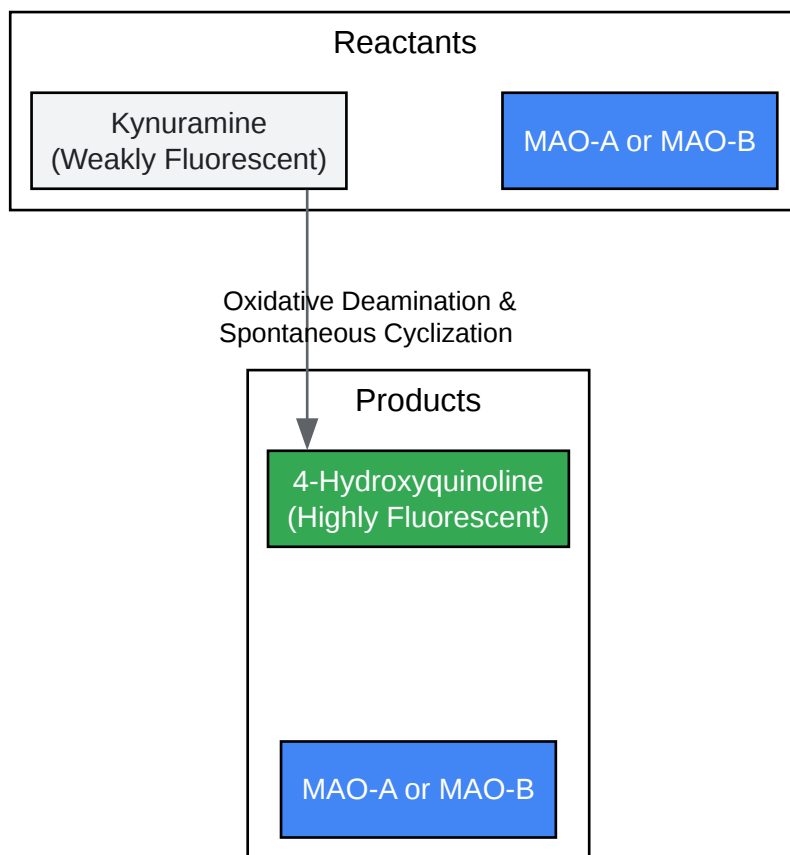 Reactants
Kynuramine
(Weakly Fluorescent)
MAO-A or MAO-B
Oxidative Deamination &
Spontaneous Cyclization
Products
4-Hydroxyquinoline
(Highly Fluorescent)
MAO-A or MAO-B